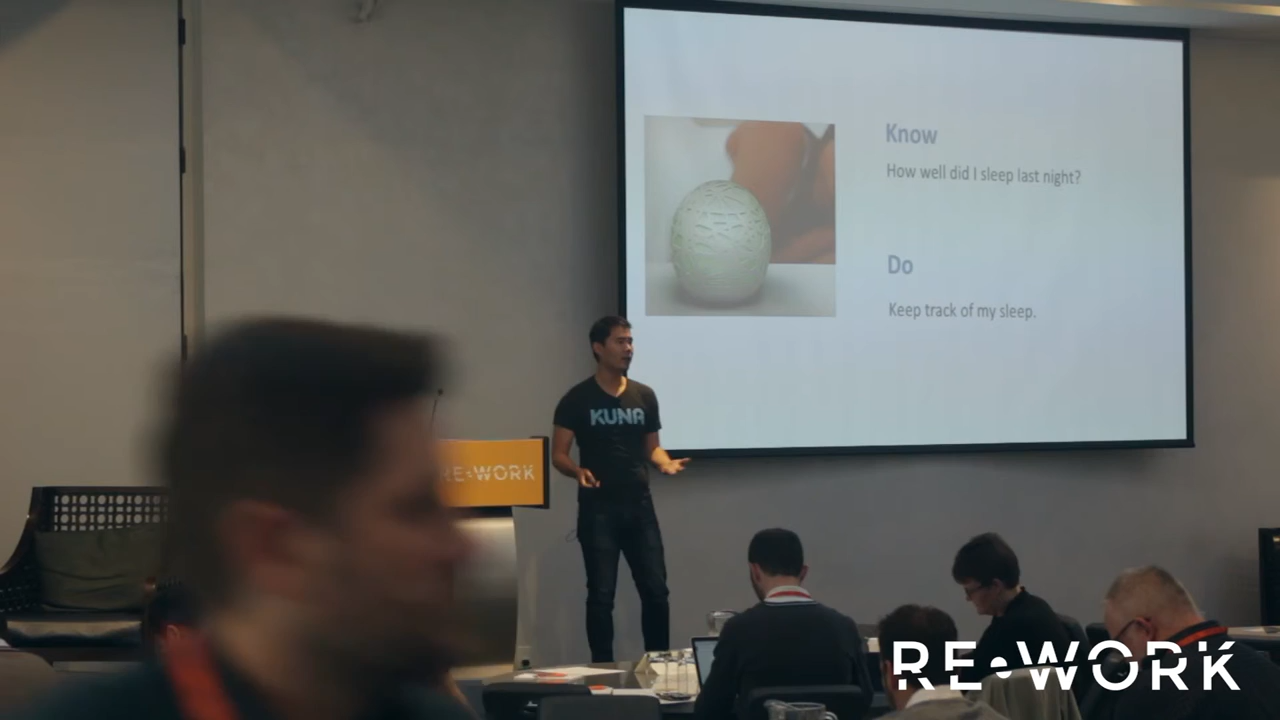 Know
How well did I sleep last night?
Do
Keep track of my sleep.
KUNA
RE•WORK
RE•WORK